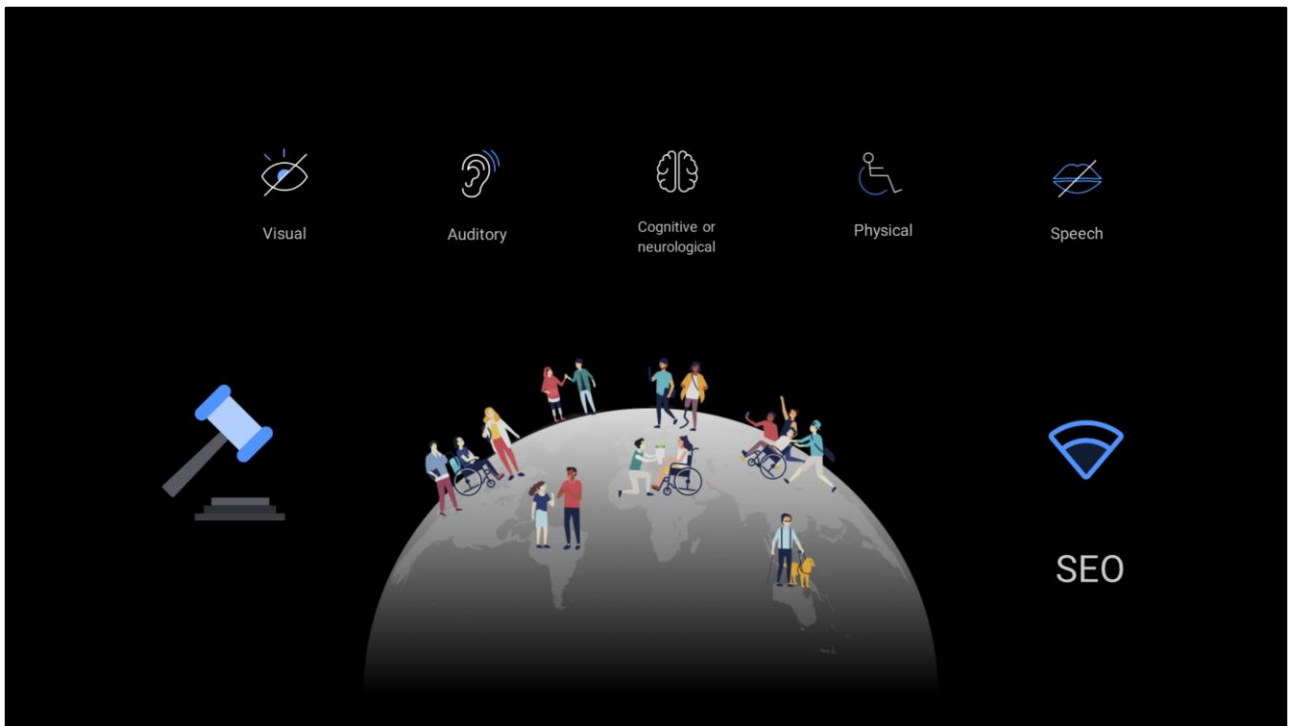 Visual
Auditory
Cognitive or
neurological
Physical
Speech
SEO